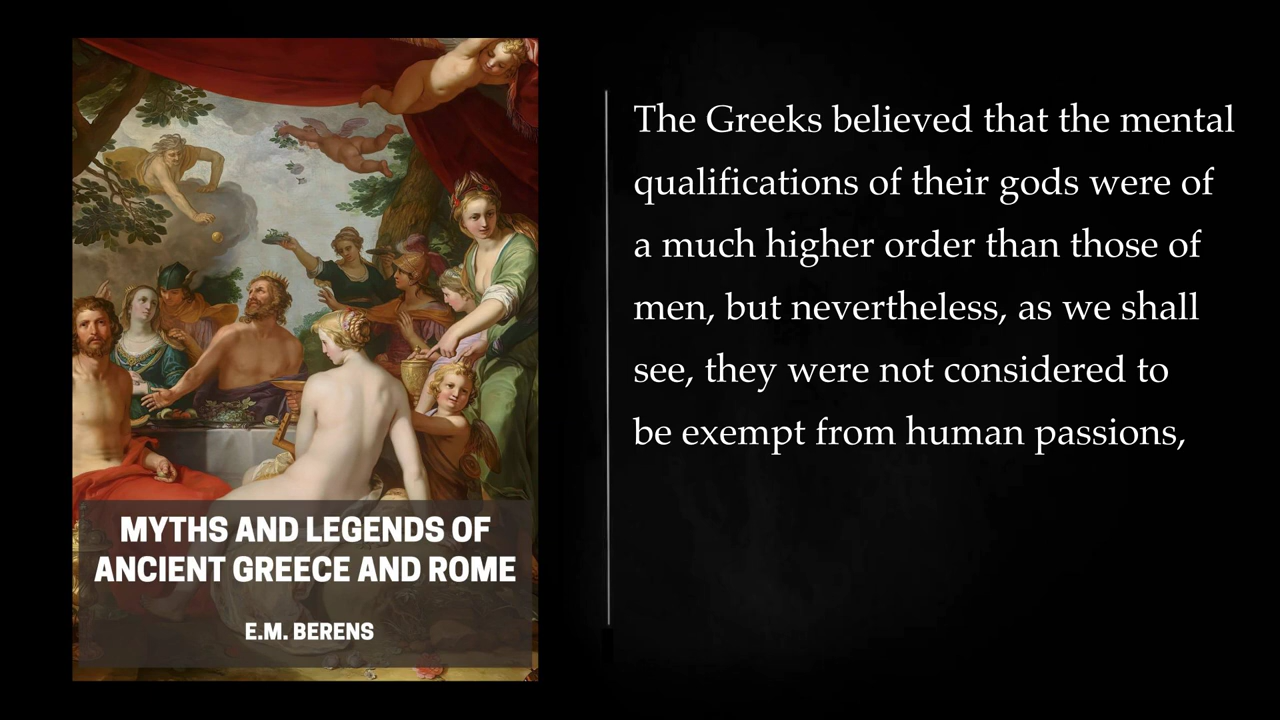 MYTHS AND LEGENDS OF
ANCIENT GREECE AND ROME
E.M. BERENS
The Greeks believed that the mental
qualifications of their gods were of
a much higher order than those of
men, but nevertheless, as we shall
see, they were not considered to
be exempt from human passions,